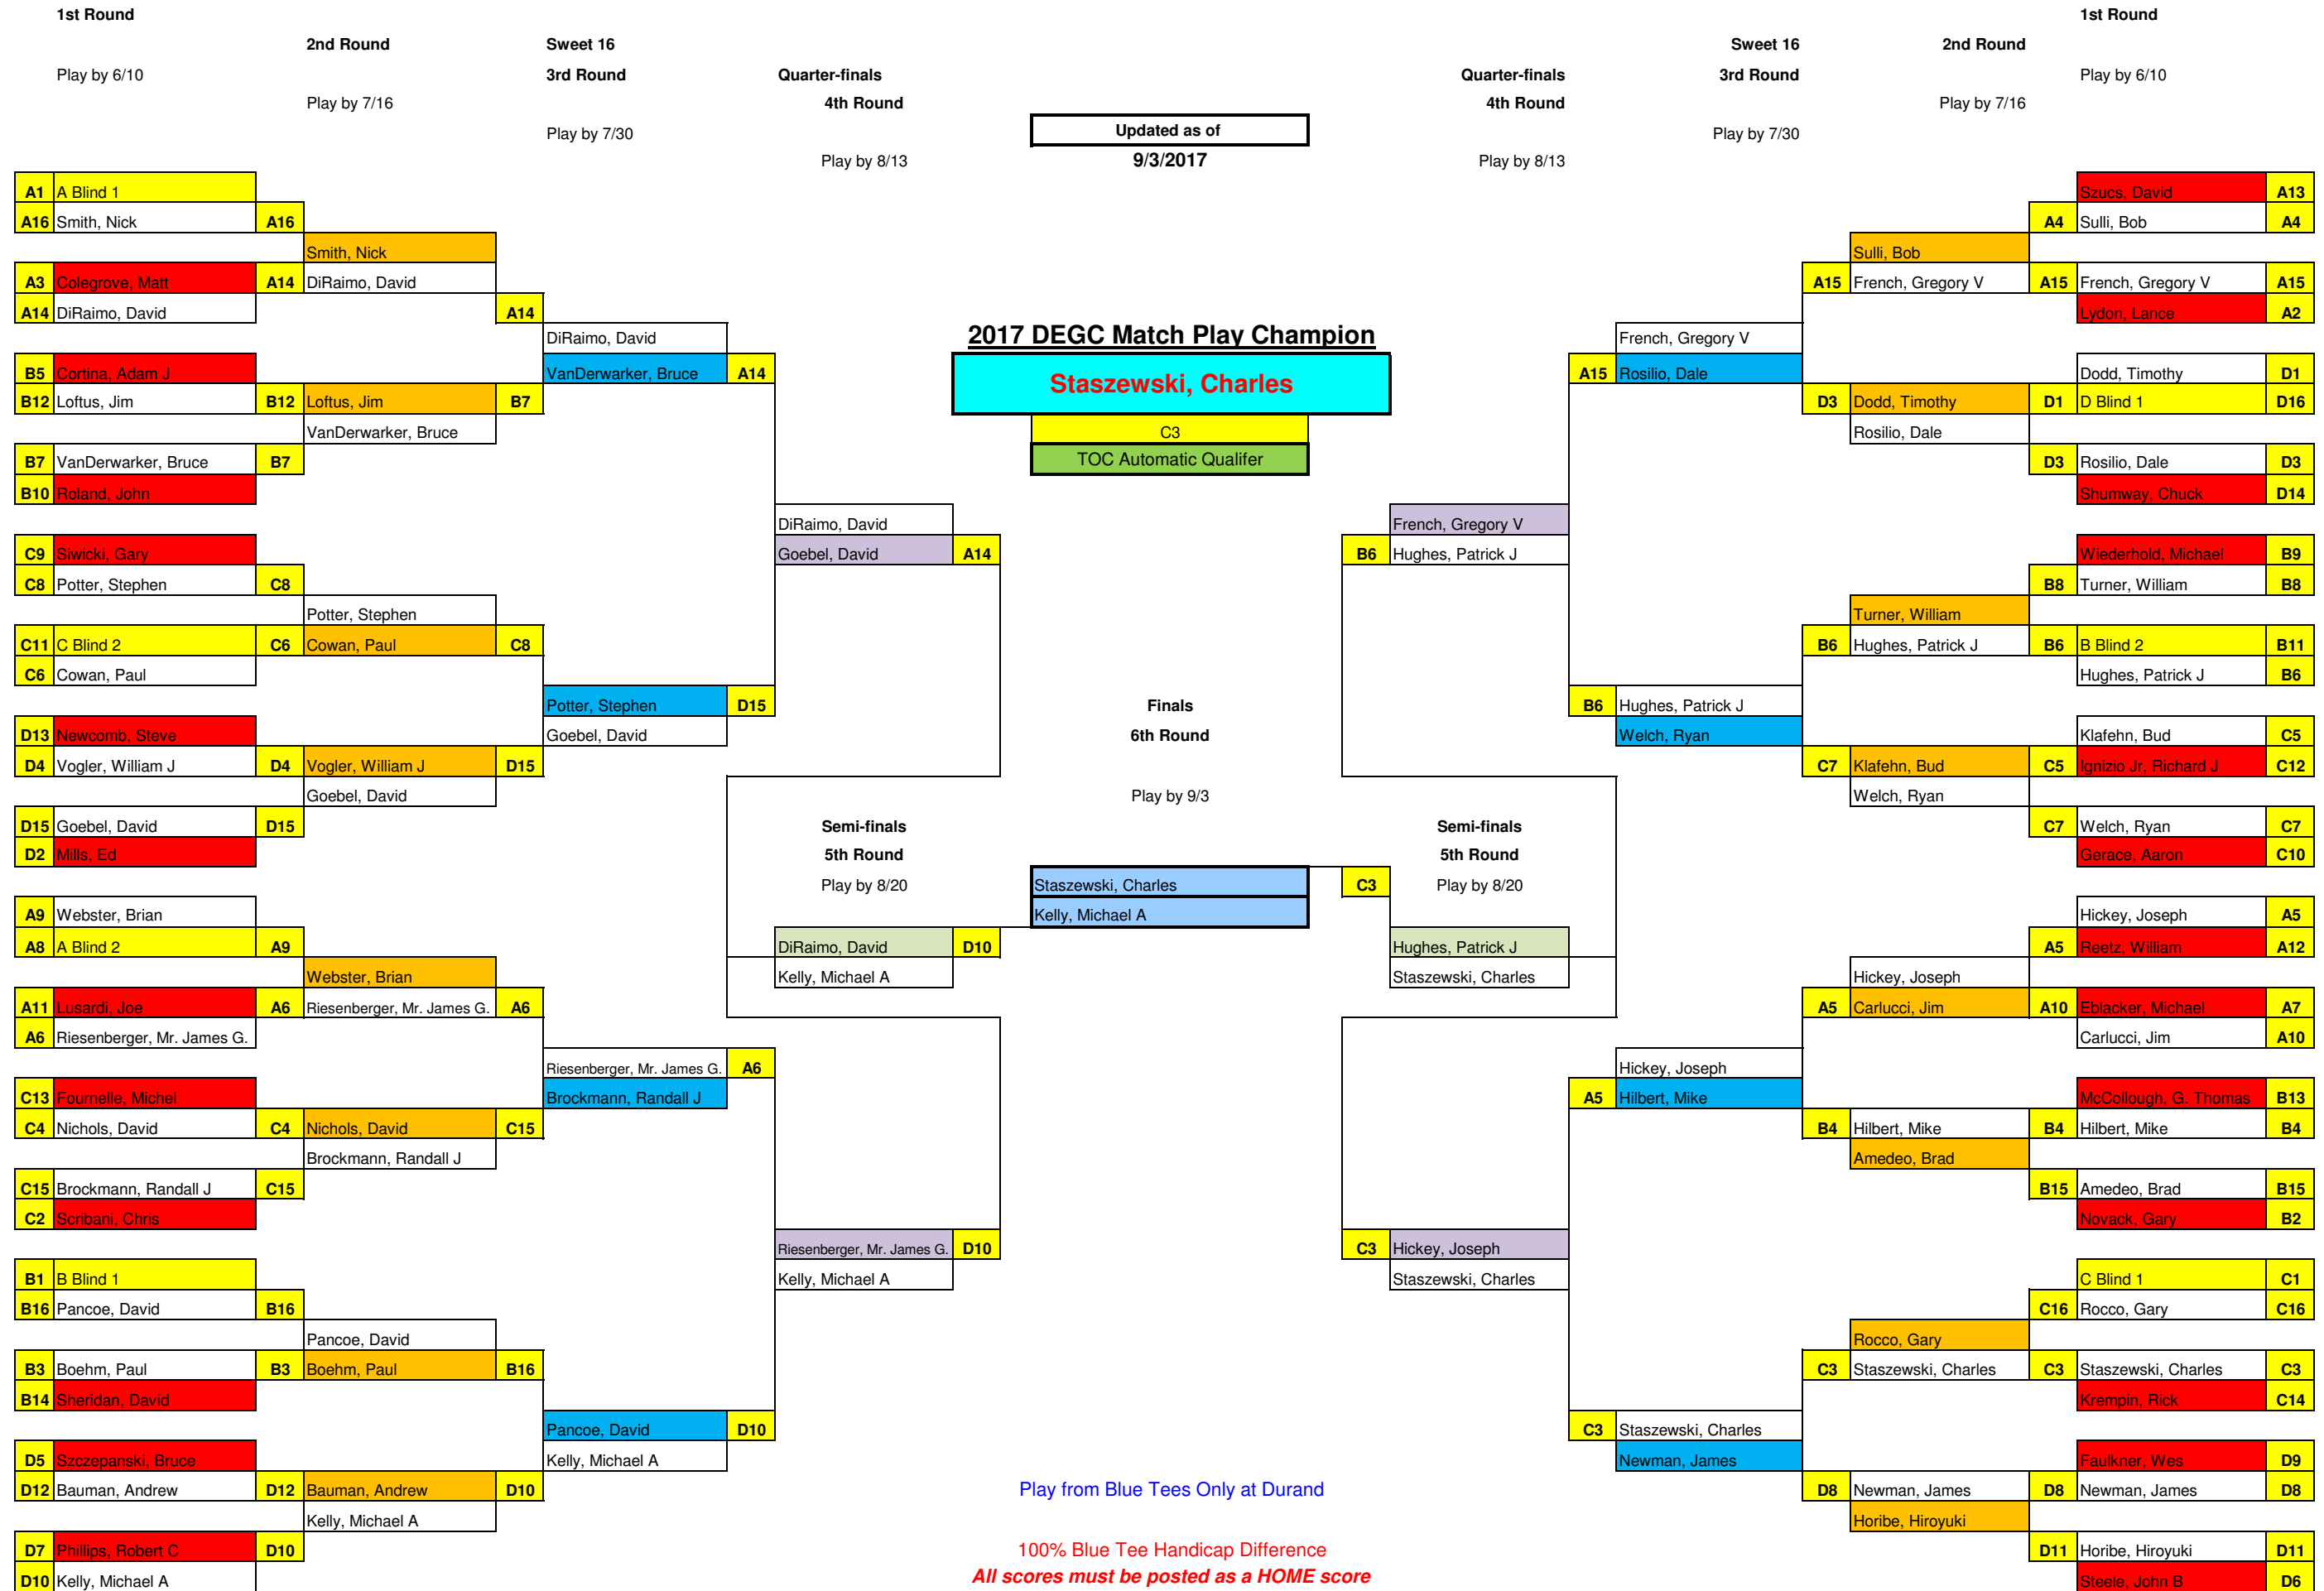 1st Round
1st Round
2nd Round
Sweet 16
Sweet 16
2nd Round
Play by 6/10
3rd Round
Quarter-finals
Quarter-finals
3rd Round
Play by 6/10
Play by 7/16
4th Round
4th Round
Play by 7/16
Play by 7/30
Updated as of
Play by 7/30
Play by 8/13
9/3/2017
Play by 8/13
A1 A Blind 1
Szucs, David A13
A16 Smith, Nick A16
A4 Sulli, Bob A4
Smith, Nick
Sulli, Bob
A3 Colegrove, Matt A14 DiRaimo, David
A15 French, Gregory V A15 French, Gregory V A15
A14 DiRaimo, David A14
Lydon, Lance A2
DiRaimo, David
2017 DEGC Match Play Champion
French, Gregory V
B5 Cortina, Adam J VanDerwarker, Bruce A14
Staszewski, Charles
A15 Rosilio, Dale Dodd, Timothy D1
B12 Loftus, Jim B12 Loftus, Jim B7
D3 Dodd, Timothy D1 D Blind 1 D16
VanDerwarker, Bruce
C3
Rosilio, Dale
B7 VanDerwarker, Bruce B7
TOC Automatic Qualifer
D3 Rosilio, Dale D3
B10 Roland, John
Shumway, Chuck D14
DiRaimo, David
French, Gregory V
C9 Siwicki, Gary Goebel, David A14
B6 Hughes, Patrick J Wiederhold, Michael B9
C8 Potter, Stephen C8
B8 Turner, William B8
Potter, Stephen
Turner, William
C11 C Blind 2 C6 Cowan, Paul C8
B6 Hughes, Patrick J B6 B Blind 2 B11
C6 Cowan, Paul
Hughes, Patrick J B6
Potter, Stephen D15
Finals
B6 Hughes, Patrick J
D13 Newcomb, Steve Goebel, David
6th Round
Welch, Ryan Klafehn, Bud C5
D4 Vogler, William J D4 Vogler, William J D15
C7 Klafehn, Bud C5 Ignizio Jr, Richard J C12
Goebel, David
Play by 9/3
Welch, Ryan
D15 Goebel, David D15
Semi-finals
Semi-finals
C7 Welch, Ryan C7
D2 Mills, Ed
5th Round
5th Round
Gerace, Aaron C10
Play by 8/20
Staszewski, Charles C3
Play by 8/20
A9 Webster, Brian
Kelly, Michael A
Hickey, Joseph A5
A8 A Blind 2 A9
DiRaimo, David D10
Hughes, Patrick J
A5 Reetz, William A12
Webster, Brian
Kelly, Michael A
Staszewski, Charles
Hickey, Joseph
A11 Lusardi, Joe A6 Riesenberger, Mr. James G. A6
A5 Carlucci, Jim A10 Eblacker, Michael A7
A6 Riesenberger, Mr. James G.
Carlucci, Jim A10
Riesenberger, Mr. James G. A6
Hickey, Joseph
C13 Fournelle, Michel Brockmann, Randall J
A5 Hilbert, Mike McCollough, G. Thomas B13
C4 Nichols, David C4 Nichols, David C15
B4 Hilbert, Mike B4 Hilbert, Mike B4
Brockmann, Randall J
Amedeo, Brad
C15 Brockmann, Randall J C15
B15 Amedeo, Brad B15
C2 Scribani, Chris
Novack, Gary B2
Riesenberger, Mr. James G. D10
C3 Hickey, Joseph
B1 B Blind 1 Kelly, Michael A
Staszewski, Charles C Blind 1 C1
B16 Pancoe, David B16
C16 Rocco, Gary C16
Pancoe, David
Rocco, Gary
B3 Boehm, Paul B3 Boehm, Paul B16
C3 Staszewski, Charles C3 Staszewski, Charles C3
B14 Sheridan, David
Krempin, Rick C14
Pancoe, David D10
C3 Staszewski, Charles
D5 Szczepanski, Bruce Kelly, Michael A
Newman, James Faulkner, Wes D9
D12 Bauman, Andrew D12 Bauman, Andrew D10
Play from Blue Tees Only at Durand
D8 Newman, James D8 Newman, James D8
Kelly, Michael A
Horibe, Hiroyuki
D7 Phillips, Robert C D10
100% Blue Tee Handicap Difference
D11 Horibe, Hiroyuki D11
D10 Kelly, Michael A
All scores must be posted as a HOME score
Steele, John B D6